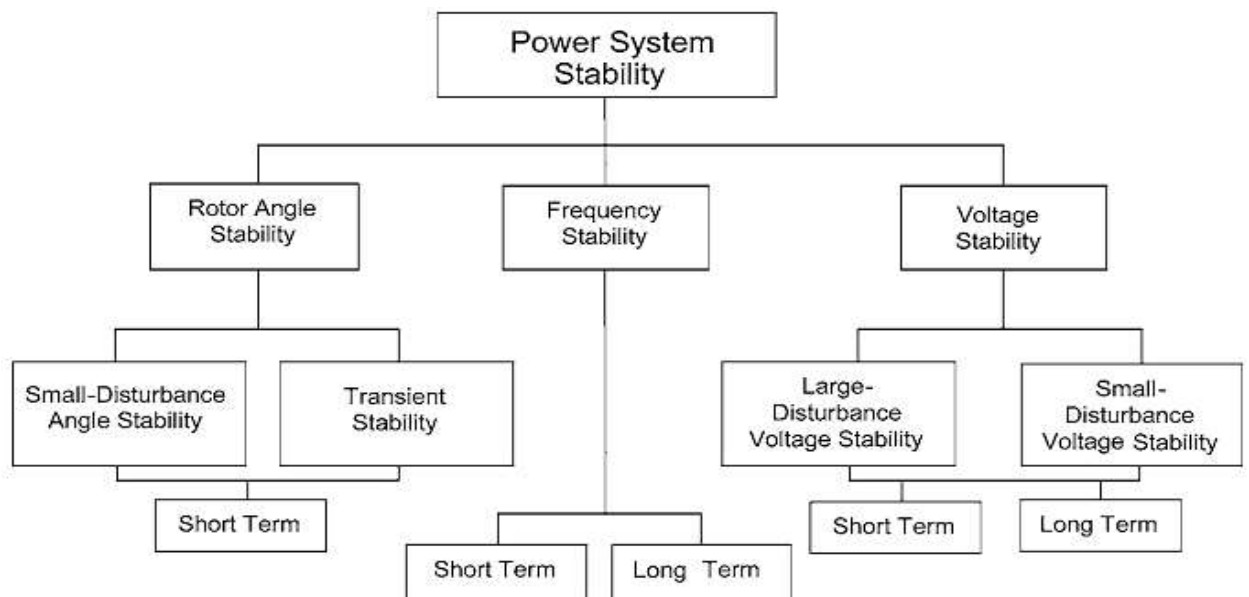 Power System
Stability
Rotor Angle
Stability
Frequency
Stability
Voltage
Stability
Small-Disturbance
Angle Stability
Transient
Stability
Large-
Disturbance
Voltage Stability
Small-
Disturbance
Voltage Stability
Short Term
Short Term
Long Term
Short Term
Long Term